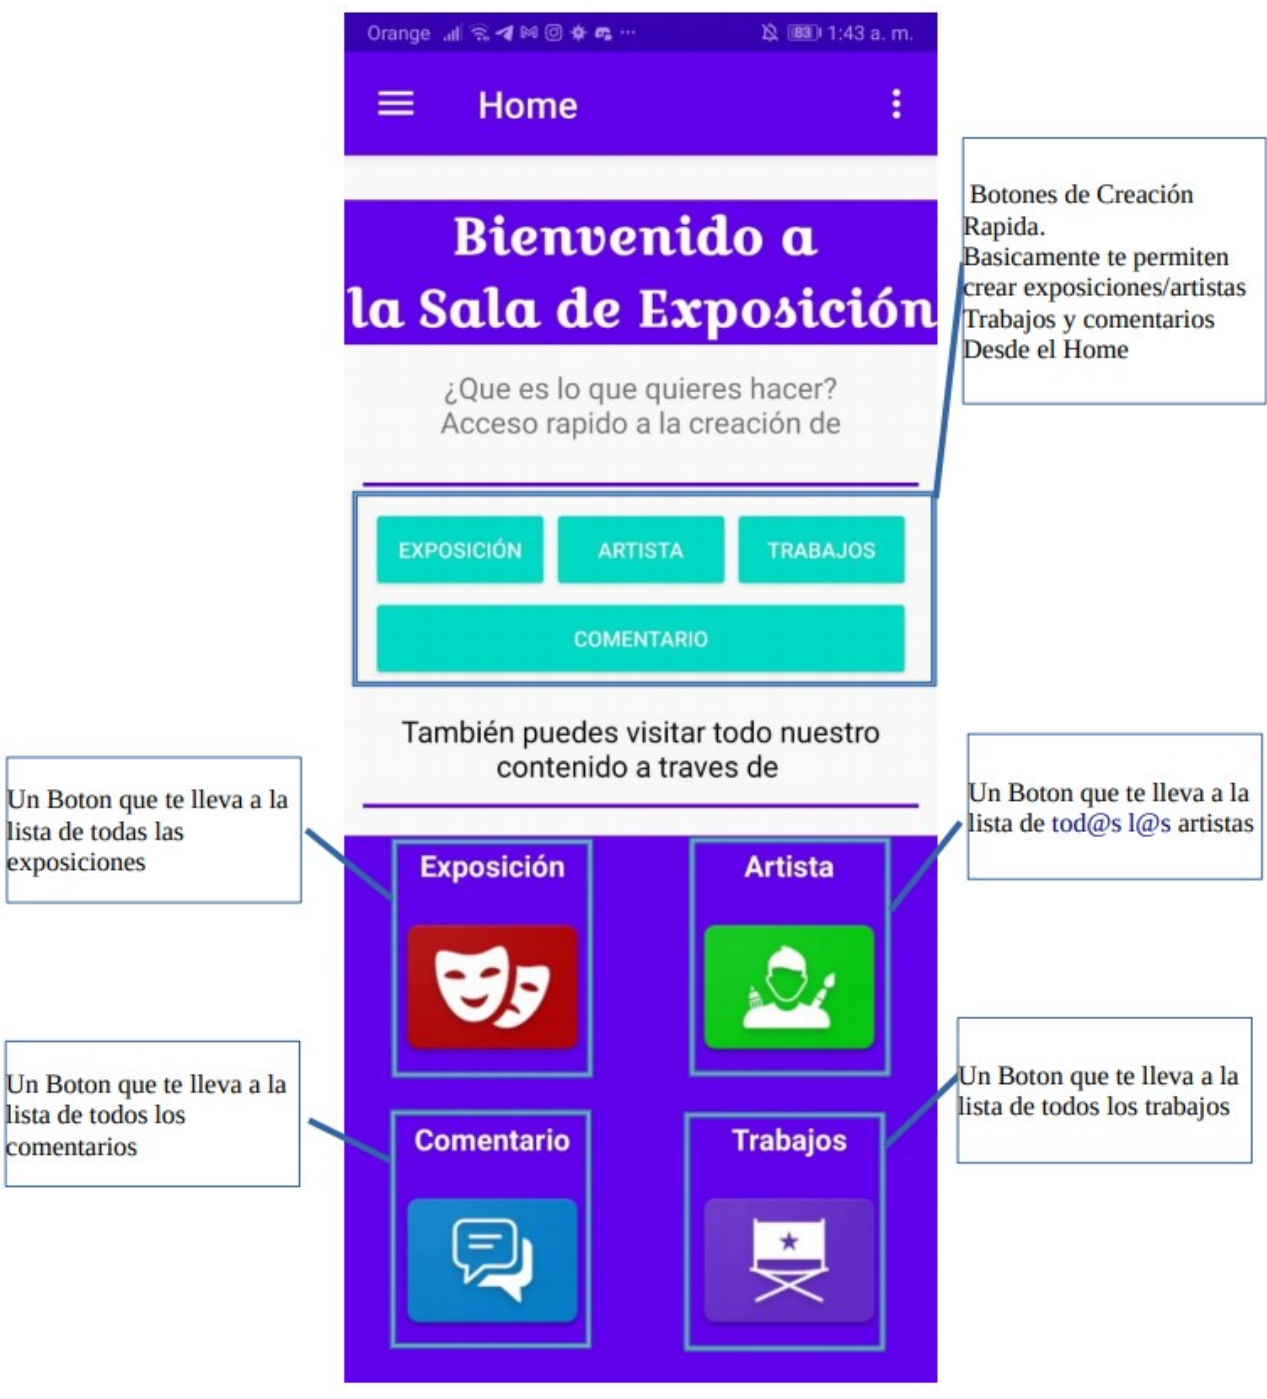 Orange 83 1:43 a. m.
Home
Bienvenido a
la Sala de Exposición
¿Que es lo que quieres hacer?
Acceso rapido a la creación de
EXPOSICIÓN ARTISTA TRABAJOS
COMENTARIO
También puedes visitar todo nuestro
contenido a traves de
Exposición Artista
Comentario Trabajos
Botones de Creación
Rapida.
Basicamente te permiten
crear exposiciones/artistas
Trabajos y comentarios
Desde el Home
Un Boton que te lleva a la
lista de todas las
exposiciones
Un Boton que te lleva a la
lista de tod@s l@s artistas
Un Boton que te lleva a la
lista de todos los
comentarios
Un Boton que te lleva a la
lista de todos los trabajos